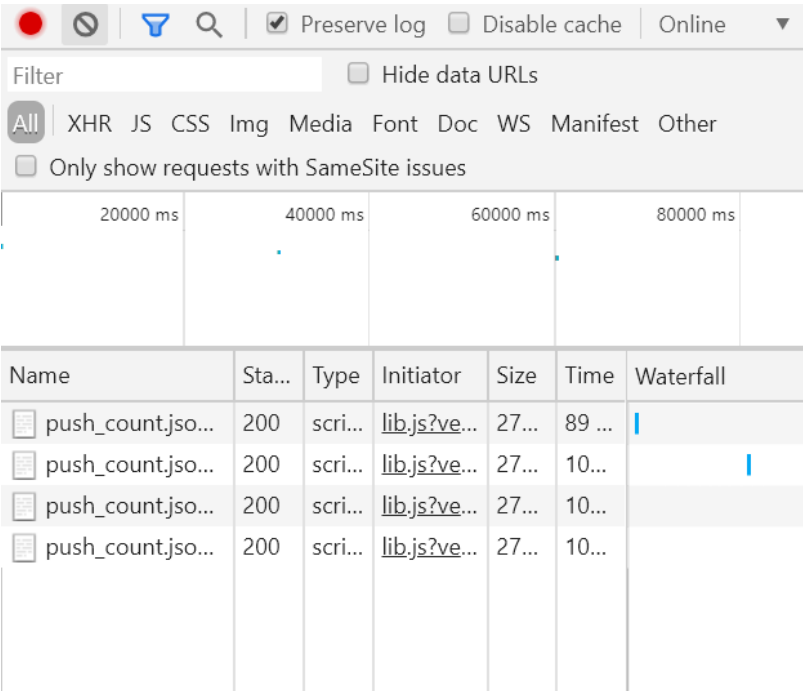 Preserve log Disable cache Online
Filter Hide data URLs
All XHR JS CSS Img Media Font Doc WS Manifest Other
Only show requests with SameSite issues
20000 ms 40000 ms 60000 ms 80000 ms
Name Sta... Type Initiator Size Time Waterfall
push_count.jso... 200 scri... lib.js?ve... 27... 89 ...
push_count.jso... 200 scri... lib.js?ve... 27... 10...
push_count.jso... 200 scri... lib.js?ve... 27... 10...
push_count.jso... 200 scri... lib.js?ve... 27... 10...